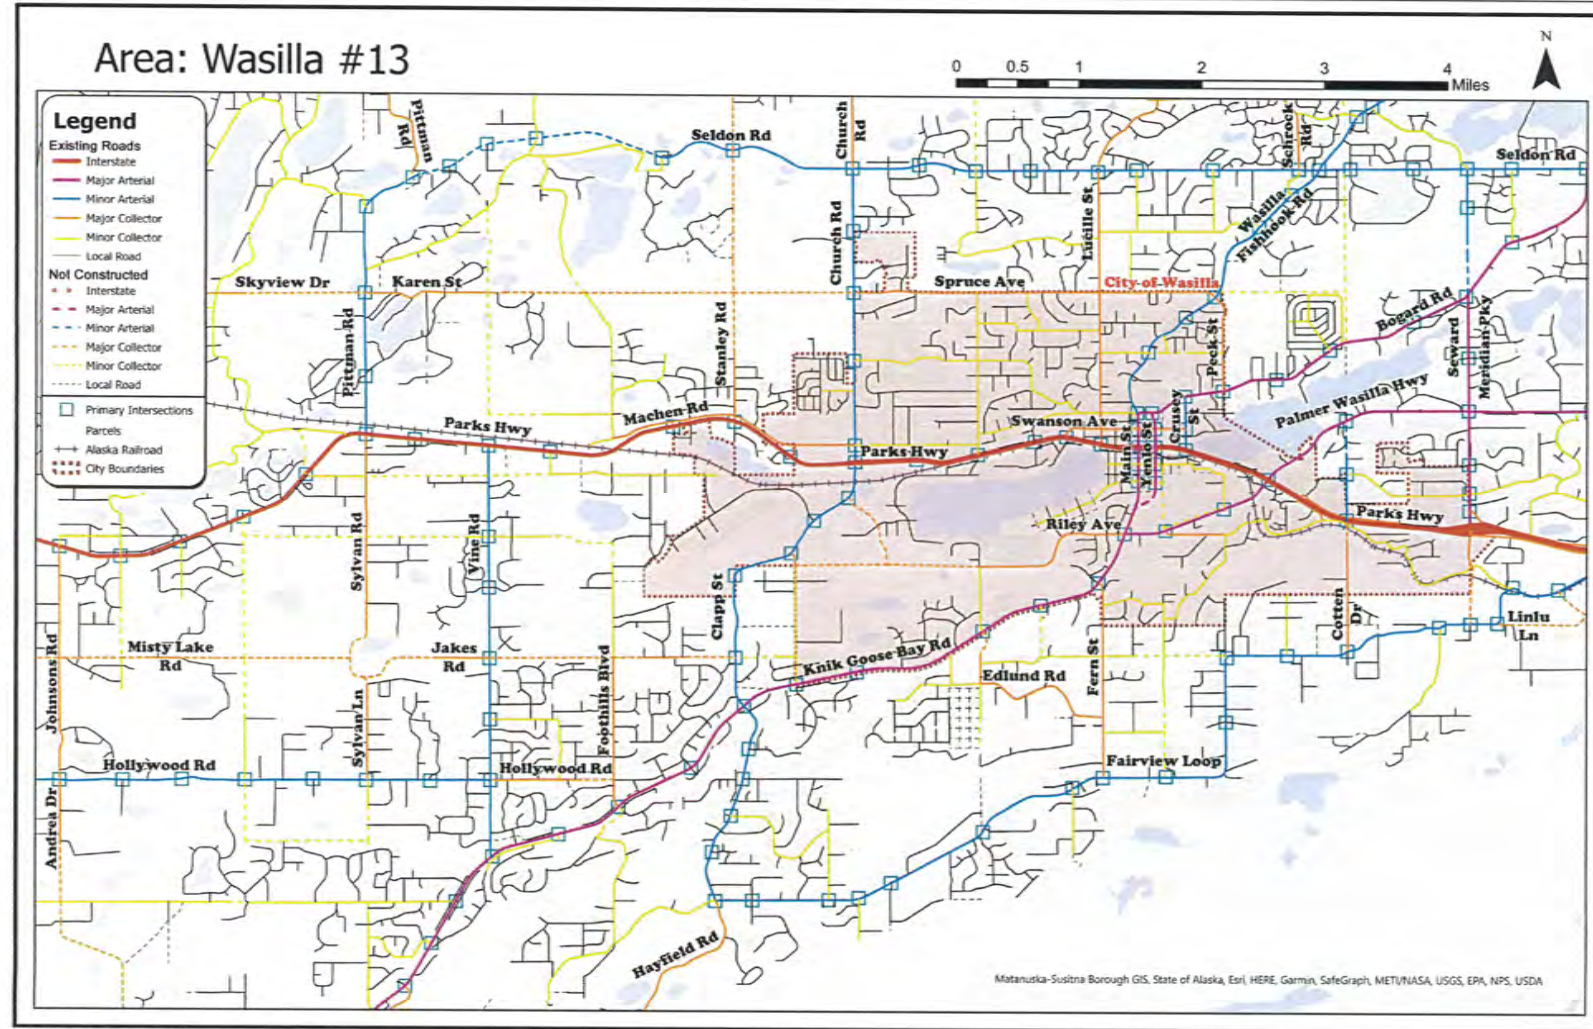 Area: Wasilla #13
N
0 0.5 1 2 3 4
Miles
Legend
Existing Roads
Interstate
Major Arterial
Minor Arterial
Major Collector
Minor Collector
Local Road
Not Constructed
Interstate
Major Arterial
Minor Arterial
Major Collector
Minor Collector
Local Road
Primary Intersections
Parcels
Alaska Railroad
City Boundaries
Pittman
Rd
Seldon Rd
Church
Rd
Schrock
Rd
Seldon Rd
Church Rd
Lucille St
Wasilla
Fishhook Rd
Skyview Dr
Karen St
Spruce Ave
City of Wasilla
Pittman Rd
Stanley Rd
Peck St
Bogard Rd
Seward
Meridian Pky
Palmer Wasilla Hwy
Machen Rd
Parks Hwy
Swanson Ave
Crusey
St
Main St
Yenlo St
Parks Hwy
Parks Hwy
Riley Ave
Sylvan Rd
Vine Rd
Clapp St
Cotten
Dr
Linlu
Ln
Johnsons Rd
Misty Lake
Rd
Jakes
Rd
Foothills Blvd
Knik Goose Bay Rd
Edlund Rd
Fern St
Sylvan Ln
Hollywood Rd
Hollywood Rd
Fairview Loop
Andrea Dr
Hayfield Rd
Matanuska-Susitna Borough GIS, State of Alaska, Esri, HERE, Garmin, SafeGraph, METI/NASA, USGS, EPA, NPS, USDA